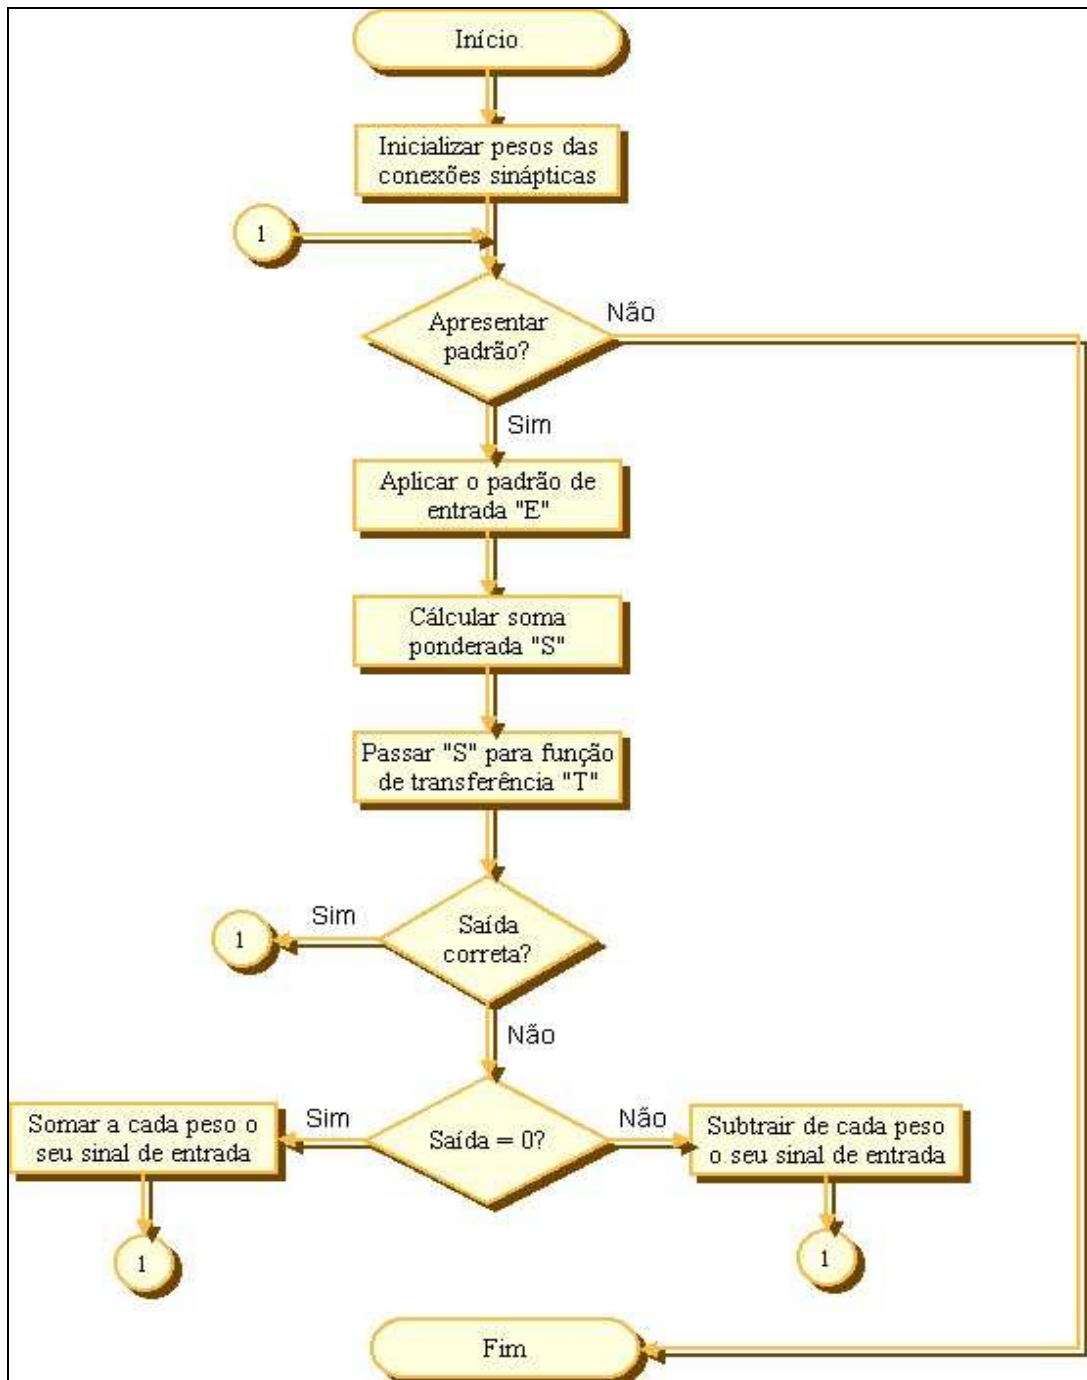 Início
Inicializar pesos das
conexões sinápticas
1
Apresentar
padrão?
Não
Sim
Aplicar o padrão de
entrada "E"
Cálcular soma
ponderada "S"
Passar "S" para função
de transferência "T"
Saída
correta?
Sim
1
Não
Saída = 0?
Sim
Somar a cada peso o
seu sinal de entrada
1
Não
Subtrair de cada peso
o seu sinal de entrada
1
Fim